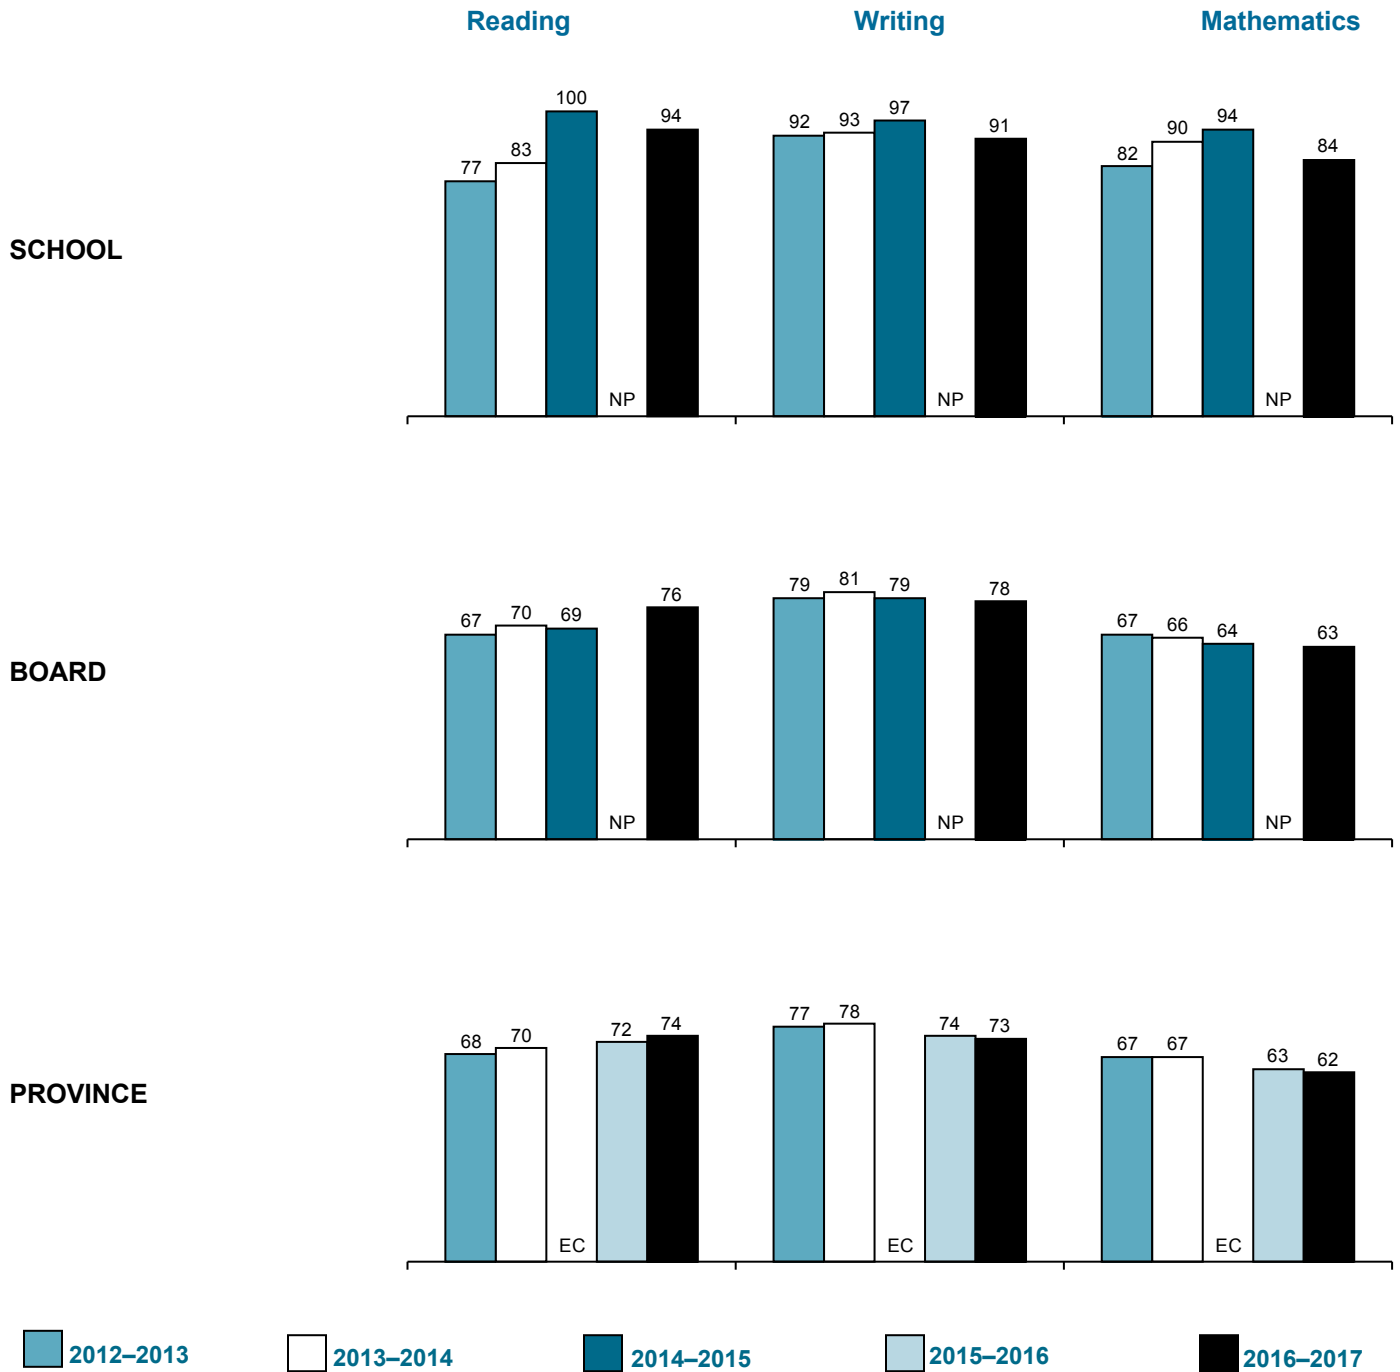 Reading Writing Mathematics
SCHOOL
77 83 100 NP 94 92 93 97 NP 91 82 90 94 NP 84
BOARD
67 70 69 NP 76 79 81 79 NP 78 67 66 64 NP 63
PROVINCE
68 70 EC 72 74 77 78 EC 74 73 67 67 EC 63 62
2012–2013 2013–2014 2014–2015 2015–2016 2016–2017